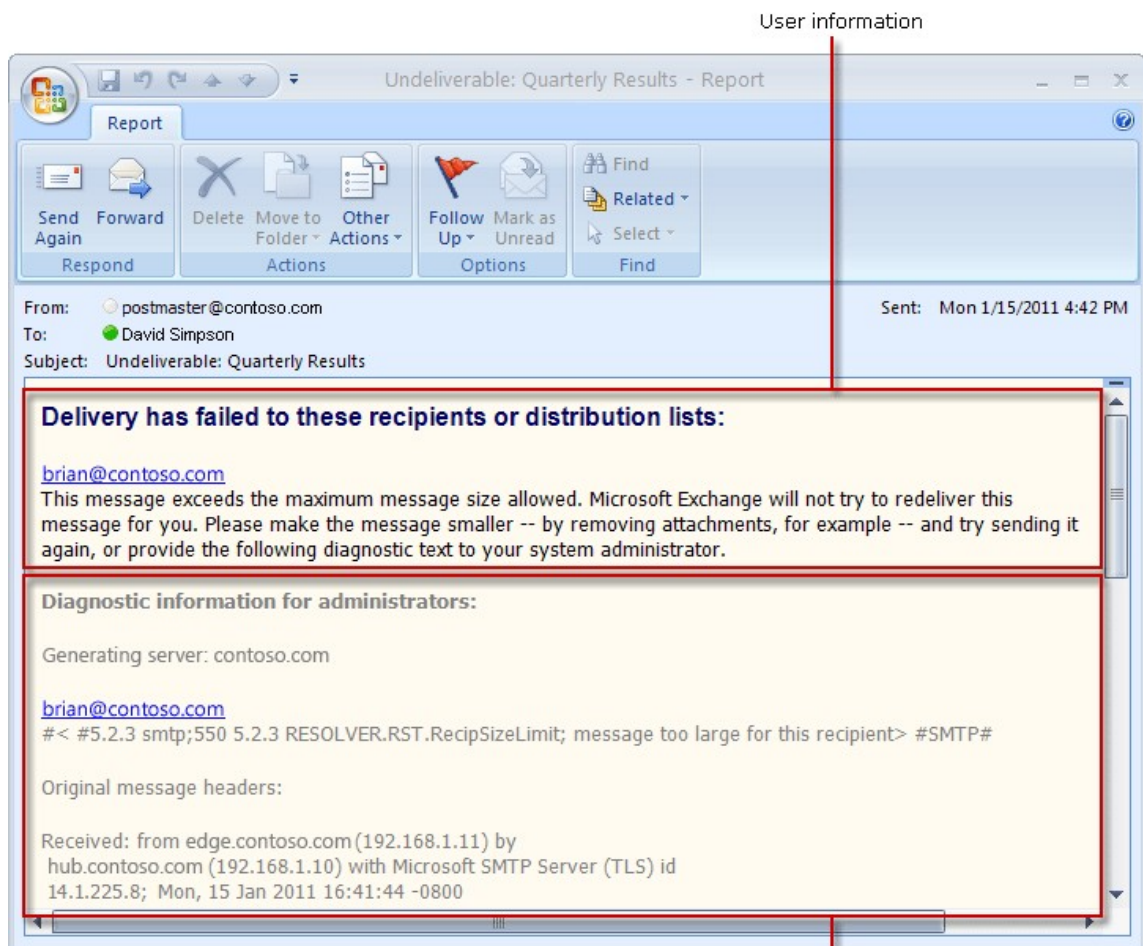 User information
Undeliverable: Quarterly Results - Report
Report
Send Again
Forward
Delete
Move to Folder
Other Actions
Follow Up
Mark as Unread
Find
Related
Select
Respond
Actions
Options
Find
From: postmaster@contoso.com
Sent: Mon 1/15/2011 4:42 PM
To: David Simpson
Subject: Undeliverable: Quarterly Results
Delivery has failed to these recipients or distribution lists:
brian@contoso.com
This message exceeds the maximum message size allowed. Microsoft Exchange will not try to redeliver this
message for you. Please make the message smaller -- by removing attachments, for example -- and try sending it
again, or provide the following diagnostic text to your system administrator.
Diagnostic information for administrators:
Generating server: contoso.com
brian@contoso.com
#< #5.2.3 smtp;550 5.2.3 RESOLVER.RST.RecipSizeLimit; message too large for this recipient> #SMTP#
Original message headers:
Received: from edge.contoso.com (192.168.1.11) by
hub.contoso.com (192.168.1.10) with Microsoft SMTP Server (TLS) id
14.1.225.8; Mon, 15 Jan 2011 16:41:44 -0800